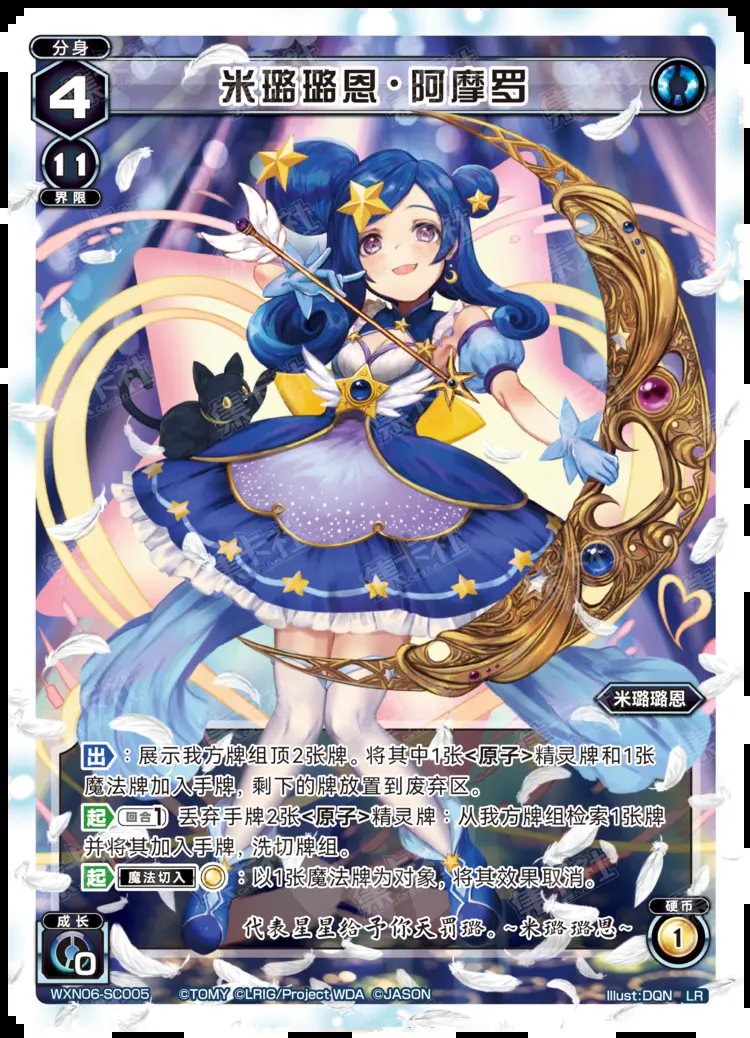 分身
4
米璐璐恩·阿摩罗
11
界限
米璐璐恩
出：展示我方牌组顶2张牌。将其中1张<原子>精灵牌和1张
魔法牌加入手牌，剩下的牌放置到废弃区。
起 回合1 丢弃手牌2张<原子>精灵牌：从我方牌组检索1张牌
并将其加入手牌，洗切牌组。
起 魔法切入 ：以1张魔法牌为对象，将其效果取消。
代表星星给予你天罚璐。~米璐璐恩~
成长
0
硬币
1
WXN06-SC005 ©TOMY ©LRIG/Project WDA ©JASON Illust:DQN LR
集卡社